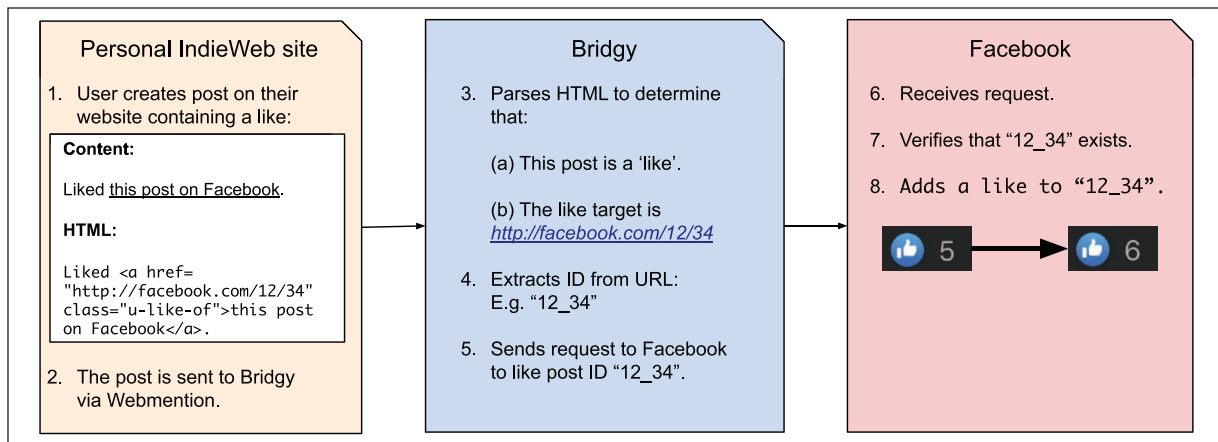 Personal IndieWeb site
1. User creates post on their
website containing a like:
Content:
Liked this post on Facebook.
HTML:
Liked <a href=
"http://facebook.com/12/34"
class="u-like-of">this post
on Facebook</a>.
2. The post is sent to Bridgy
via Webmention.
Bridgy
3. Parses HTML to determine
that:
(a) This post is a ‘like’.
(b) The like target is
http://facebook.com/12/34
4. Extracts ID from URL:
E.g. “12_34”
5. Sends request to Facebook
to like post ID “12_34”.
Facebook
6. Receives request.
7. Verifies that “12_34” exists.
8. Adds a like to “12_34”.
5
6